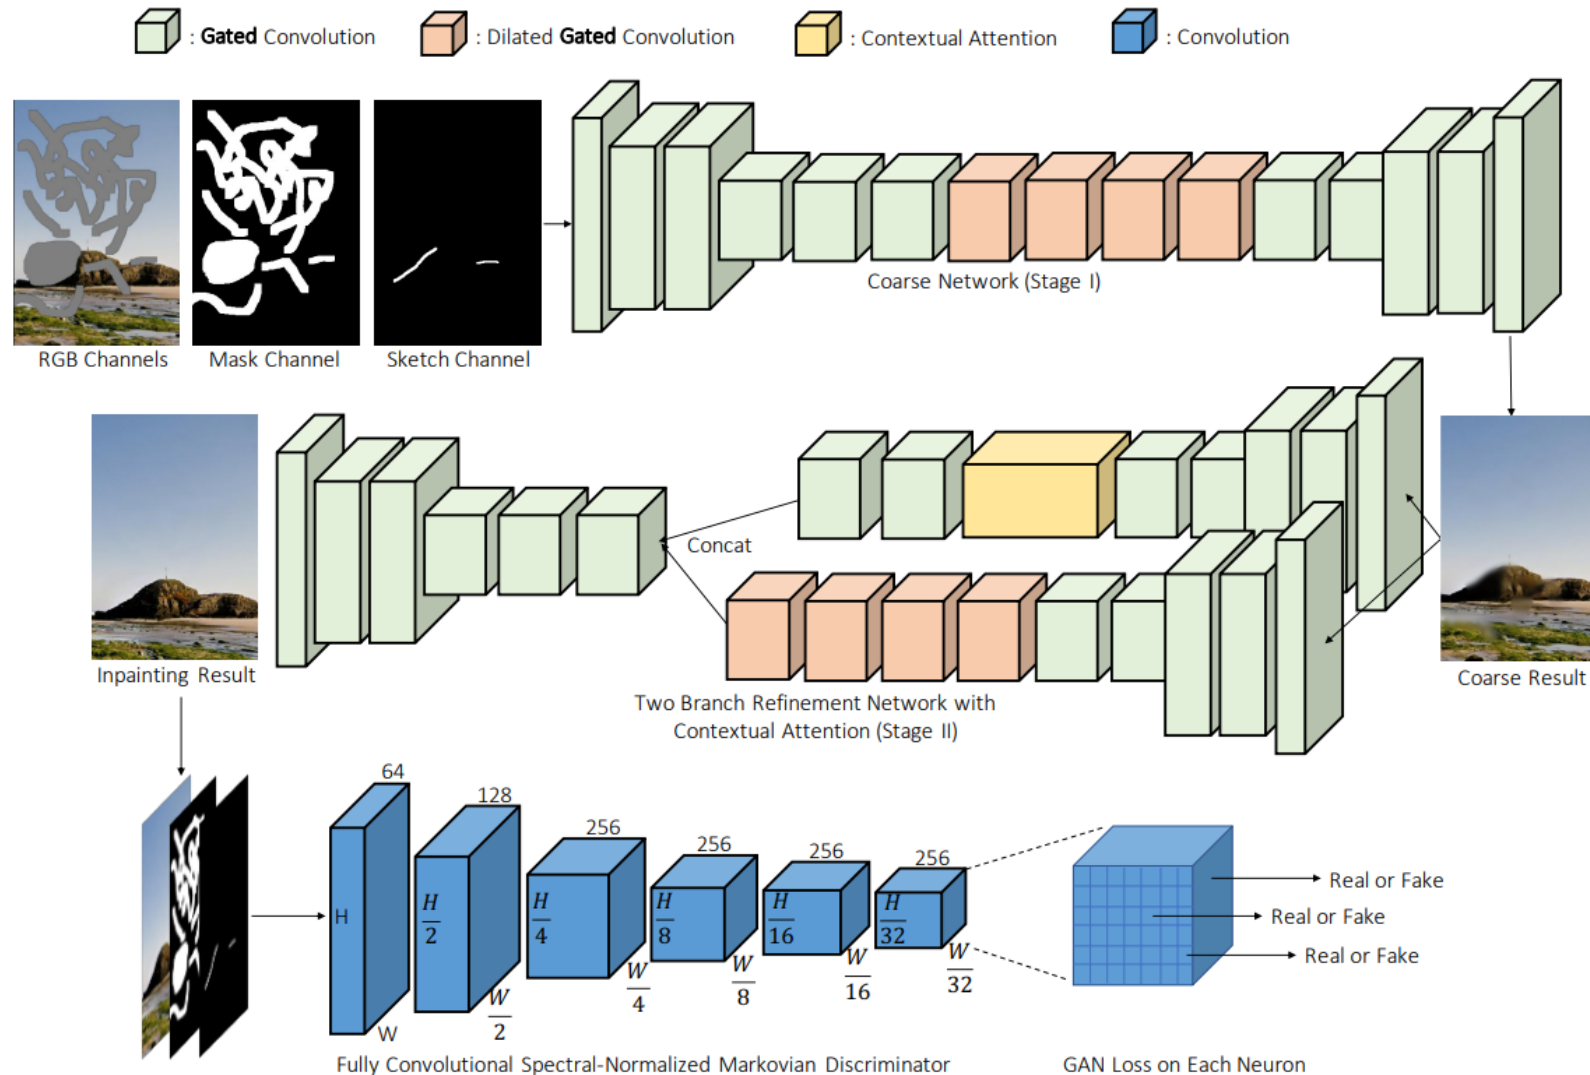 : Gated Convolution
: Dilated Gated Convolution
: Contextual Attention
: Convolution
RGB Channels
Mask Channel
Sketch Channel
Coarse Network (Stage I)
Concat
Inpainting Result
Coarse Result
Two Branch Refinement Network with
Contextual Attention (Stage II)
64
128
256
256
256
256
H
H/2
H/4
H/8
H/16
H/32
W
W/2
W/4
W/8
W/16
W/32
Real or Fake
Real or Fake
Real or Fake
Fully Convolutional Spectral-Normalized Markovian Discriminator
GAN Loss on Each Neuron